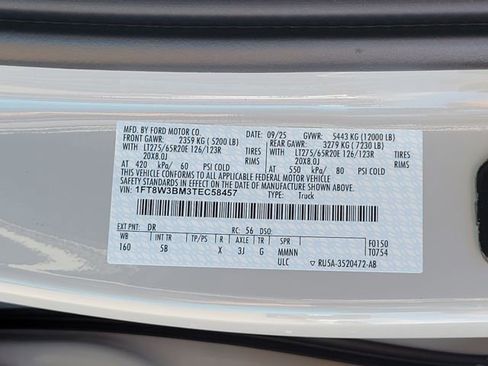 MFD. BY FORD MOTOR CO. 09/25 GVWR: 5443 KG (12000 LB)
FRONT GAWR: 2359 KG (5200 LB) REAR GAWR: 3279 KG (7230 LB)
LT275/65R20E 126/123R TIRES LT275/65R20E 126/123R TIRES
20X8.0J RIMS 20X8.0J RIMS
AT 420 kPa/ 60 PSI COLD AT 550 kPa/ 80 PSI COLD
THIS VEHICLE CONFORMS TO ALL APPLICABLE FEDERAL MOTOR VEHICLE
SAFETY STANDARDS IN EFFECT ON THE DATE OF MANUFACTURE SHOWN ABOVE.
VIN: 1FT8W3BM3TEC58457 TYPE: Truck
EXT PNT: DR RC: 56 DSO:
WB INT TR TP/PS R AXLE TR SPR F0150
160 SB X 3J G MMNN T0754
ULC RU5A-3520472-AB